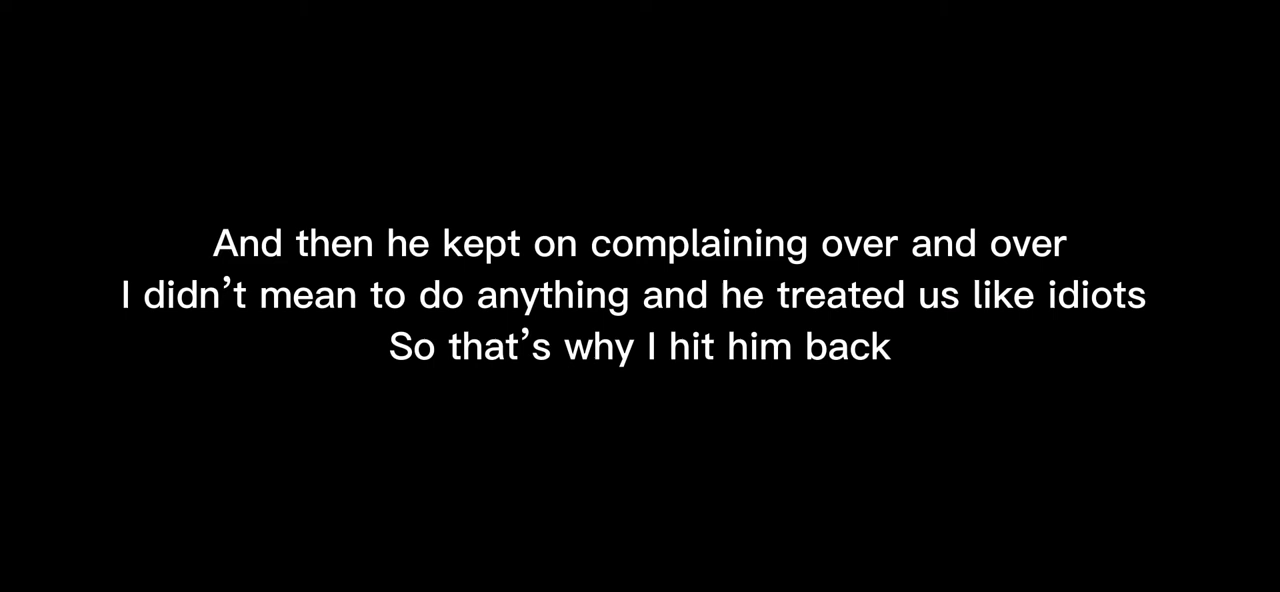 And then he kept on complaining over and over
I didn’t mean to do anything and he treated us like idiots
So that’s why I hit him back